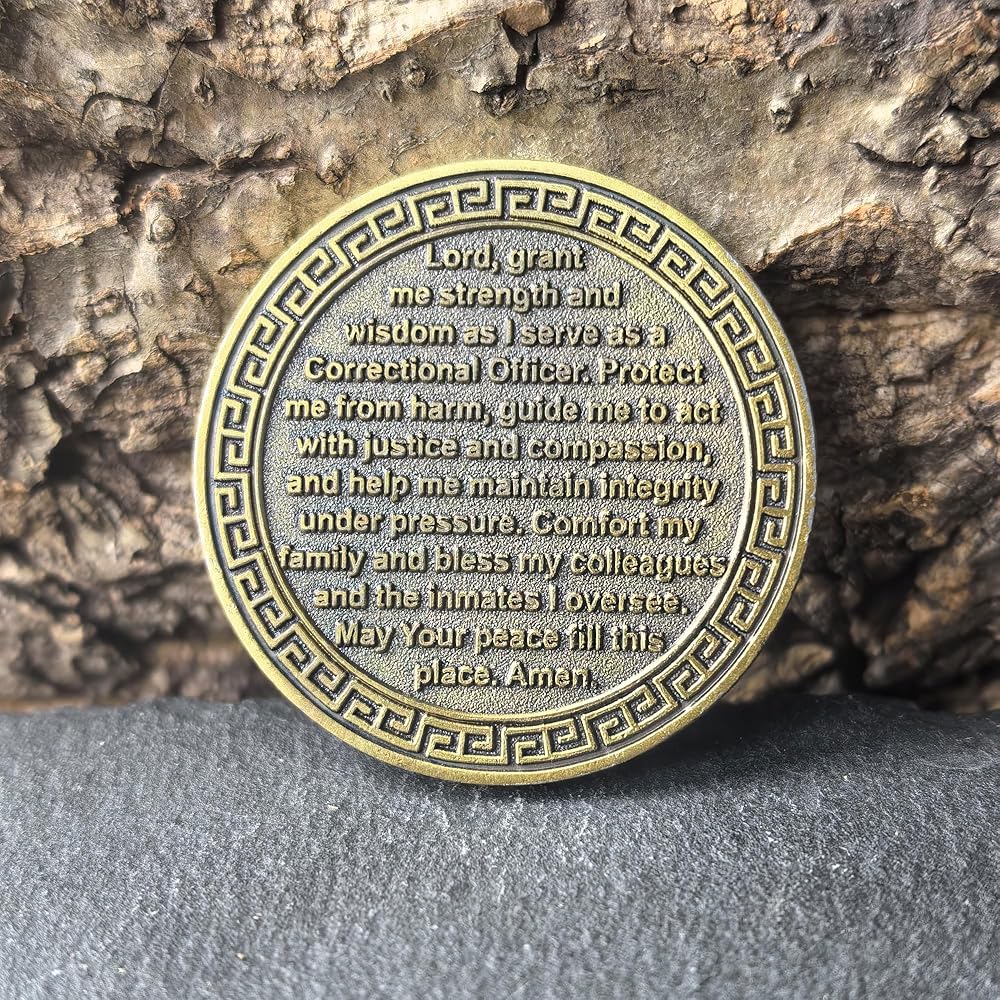 Lord, grant
me strength and
wisdom as I serve as a
Correctional Officer. Protect
me from harm, guide me to act
with justice and compassion,
and help me maintain integrity
under pressure. Comfort my
family and bless my colleagues
and the inmates I oversee.
May Your peace fill this
place. Amen.